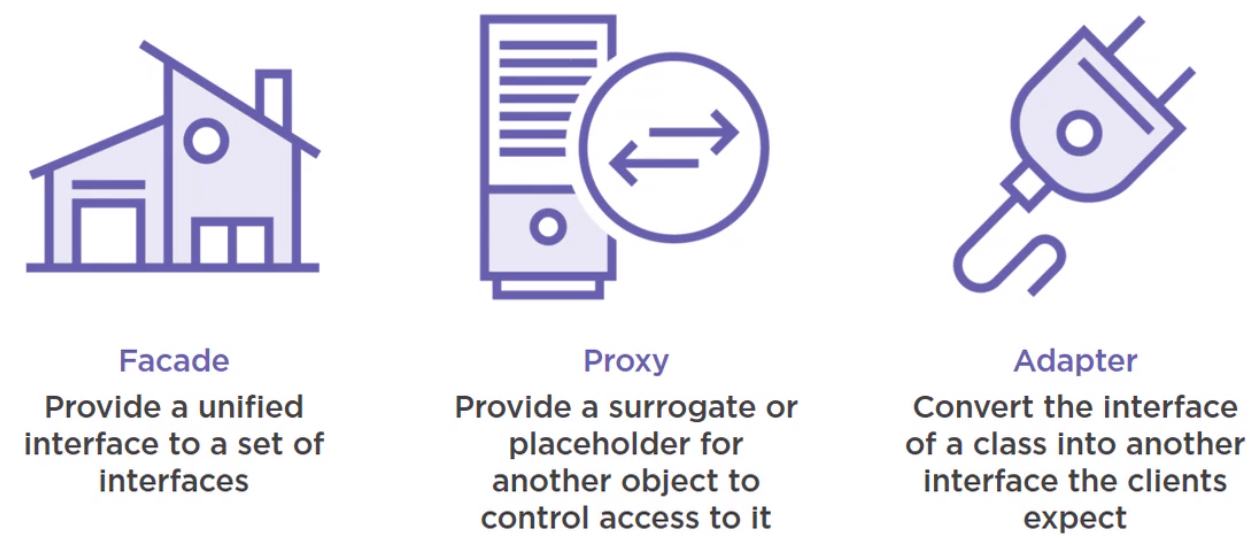 Facade
Provide a unified
interface to a set of
interfaces
Proxy
Provide a surrogate or
placeholder for
another object to
control access to it
Adapter
Convert the interface
of a class into another
interface the clients
expect